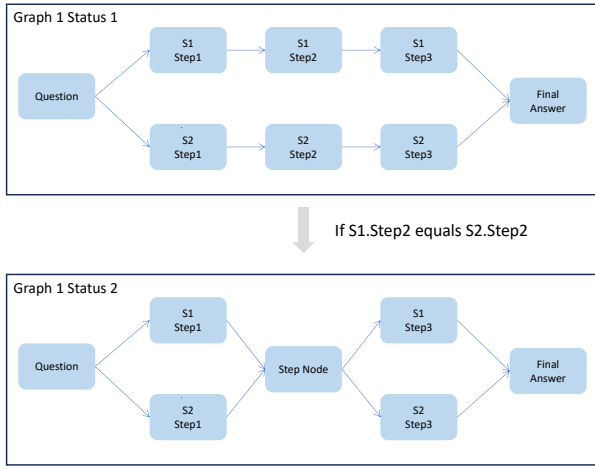 Graph 1 Status 1
S1
Step1
S1
Step2
S1
Step3
Question
Final
Answer
S2
Step1
S2
Step2
S2
Step3
If S1.Step2 equals S2.Step2
Graph 1 Status 2
S1
Step1
S1
Step3
Question
Step Node
Final
Answer
S2
Step1
S2
Step3